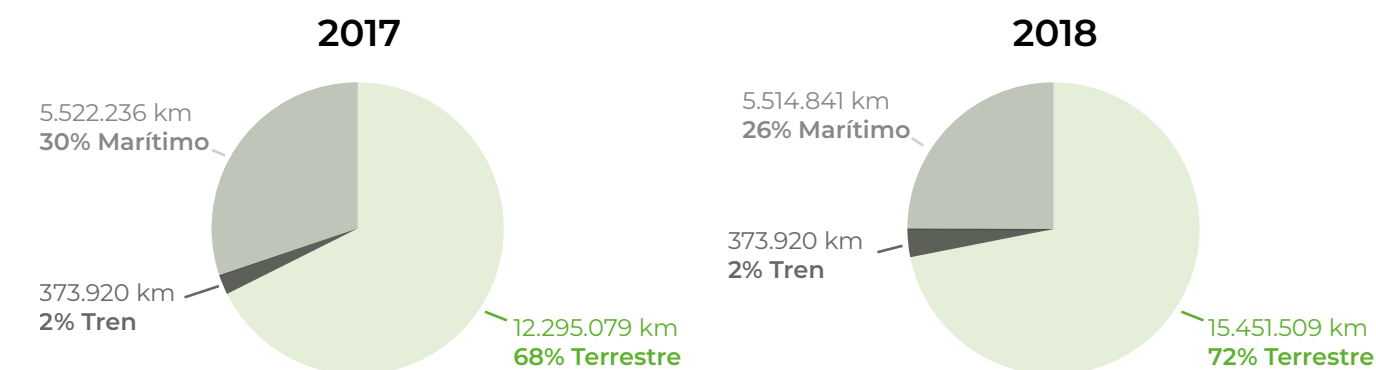 2017
5.522.236 km
30% Marítimo
373.920 km
2% Tren
12.295.079 km
68% Terrestre
2018
5.514.841 km
26% Marítimo
373.920 km
2% Tren
15.451.509 km
72% Terrestre